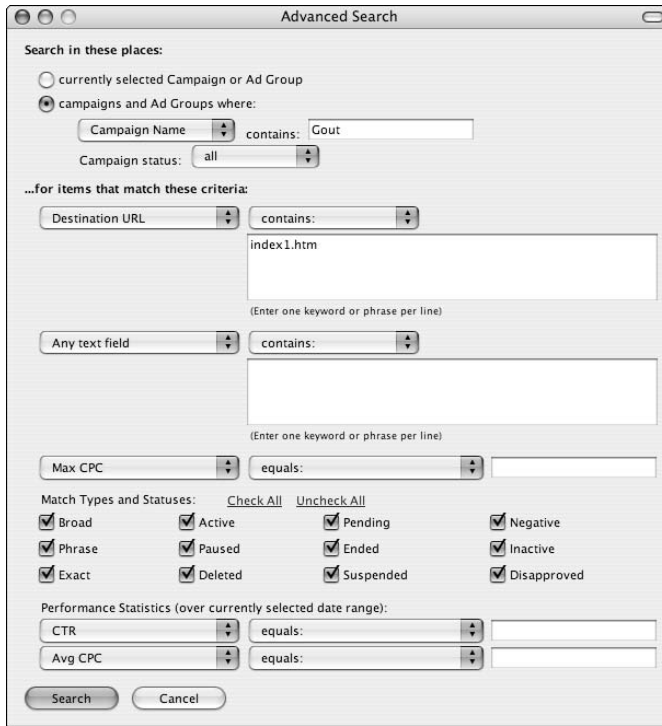 Advanced Search
Search in these places:
currently selected Campaign or Ad Group
campaigns and Ad Groups where:
Campaign Name contains: Gout
Campaign status: all
...for items that match these criteria:
Destination URL contains:
index1.htm
(Enter one keyword or phrase per line)
Any text field contains:
(Enter one keyword or phrase per line)
Max CPC equals:
Match Types and Statuses: Check All Uncheck All
Broad Active Pending Negative
Phrase Paused Ended Inactive
Exact Deleted Suspended Disapproved
Performance Statistics (over currently selected date range):
CTR equals:
Avg CPC equals:
Search Cancel